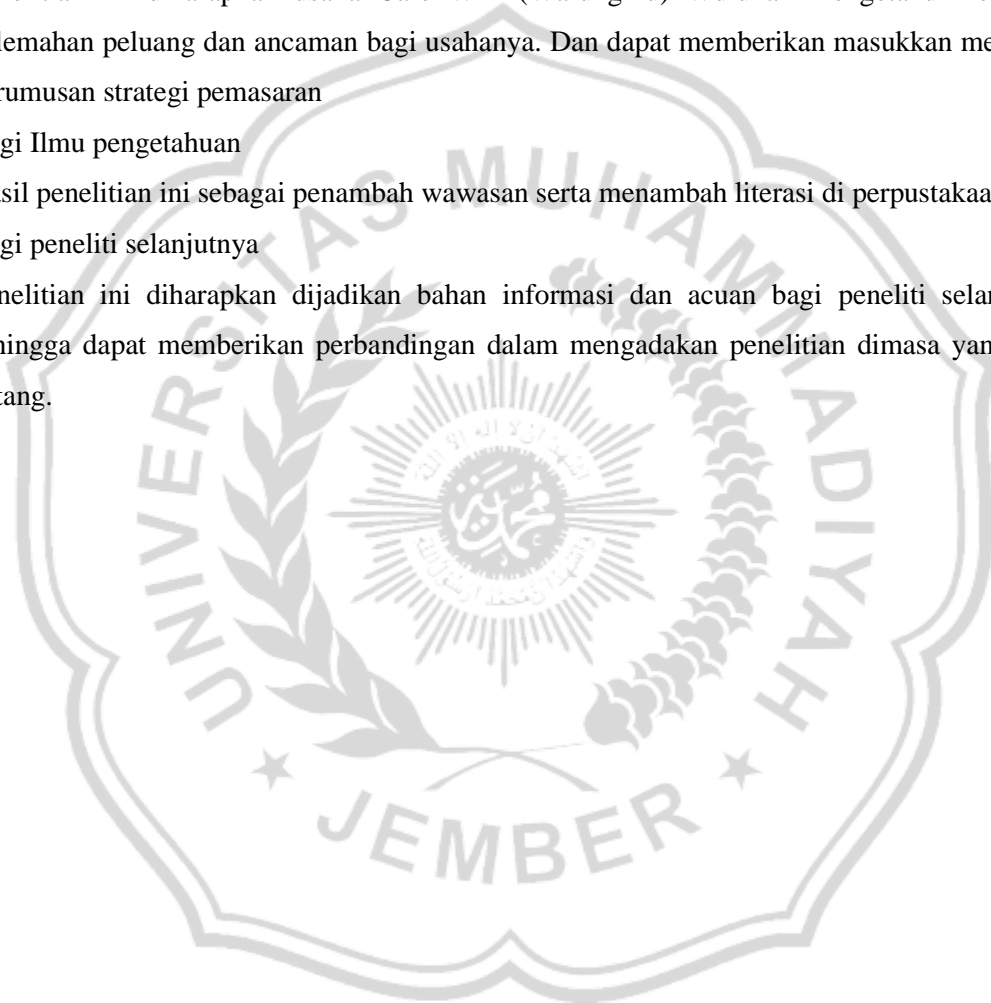 lemahan peluang dan ancaman bagi usahanya. Dan dapat memberikan masukkan me
rumusan strategi pemasaran
gi Ilmu pengetahuan
sil penelitian ini sebagai penambah wawasan serta menambah literasi di perpustakaa
gi peneliti selanjutnya
nelitian ini diharapkan dijadikan bahan informasi dan acuan bagi peneliti selan
hingga dapat memberikan perbandingan dalam mengadakan penelitian dimasa yan
tang.
UNIVERSITAS MUHAMMADIYAH
JEMBER